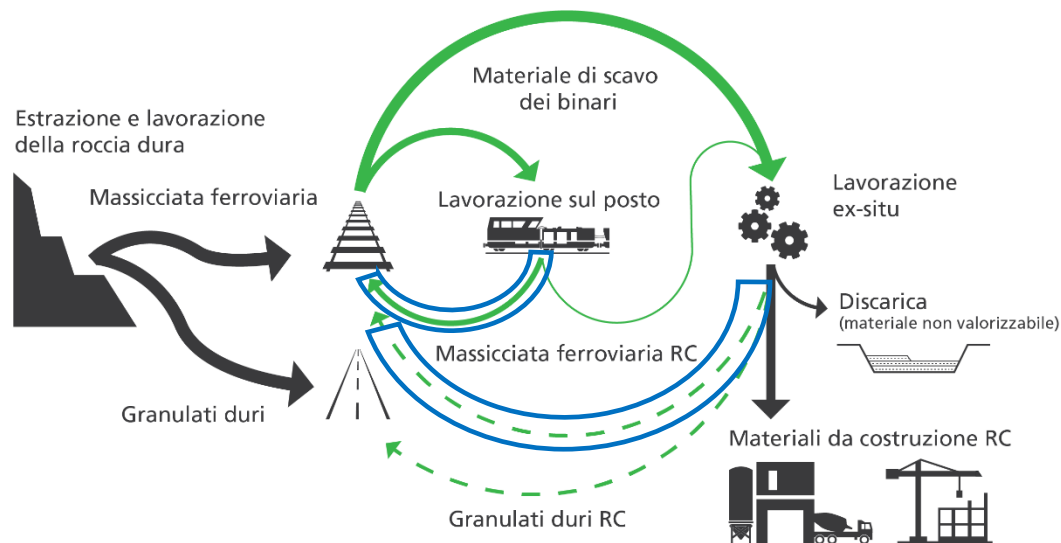 Materiale di scavo
dei binari
Estrazione e lavorazione
della roccia dura
Massicciata ferroviaria
Lavorazione sul posto
Lavorazione
ex-situ
Discarica
(materiale non valorizzabile)
Massicciata ferroviaria RC
Granulati duri
Materiali da costruzione RC
Granulati duri RC